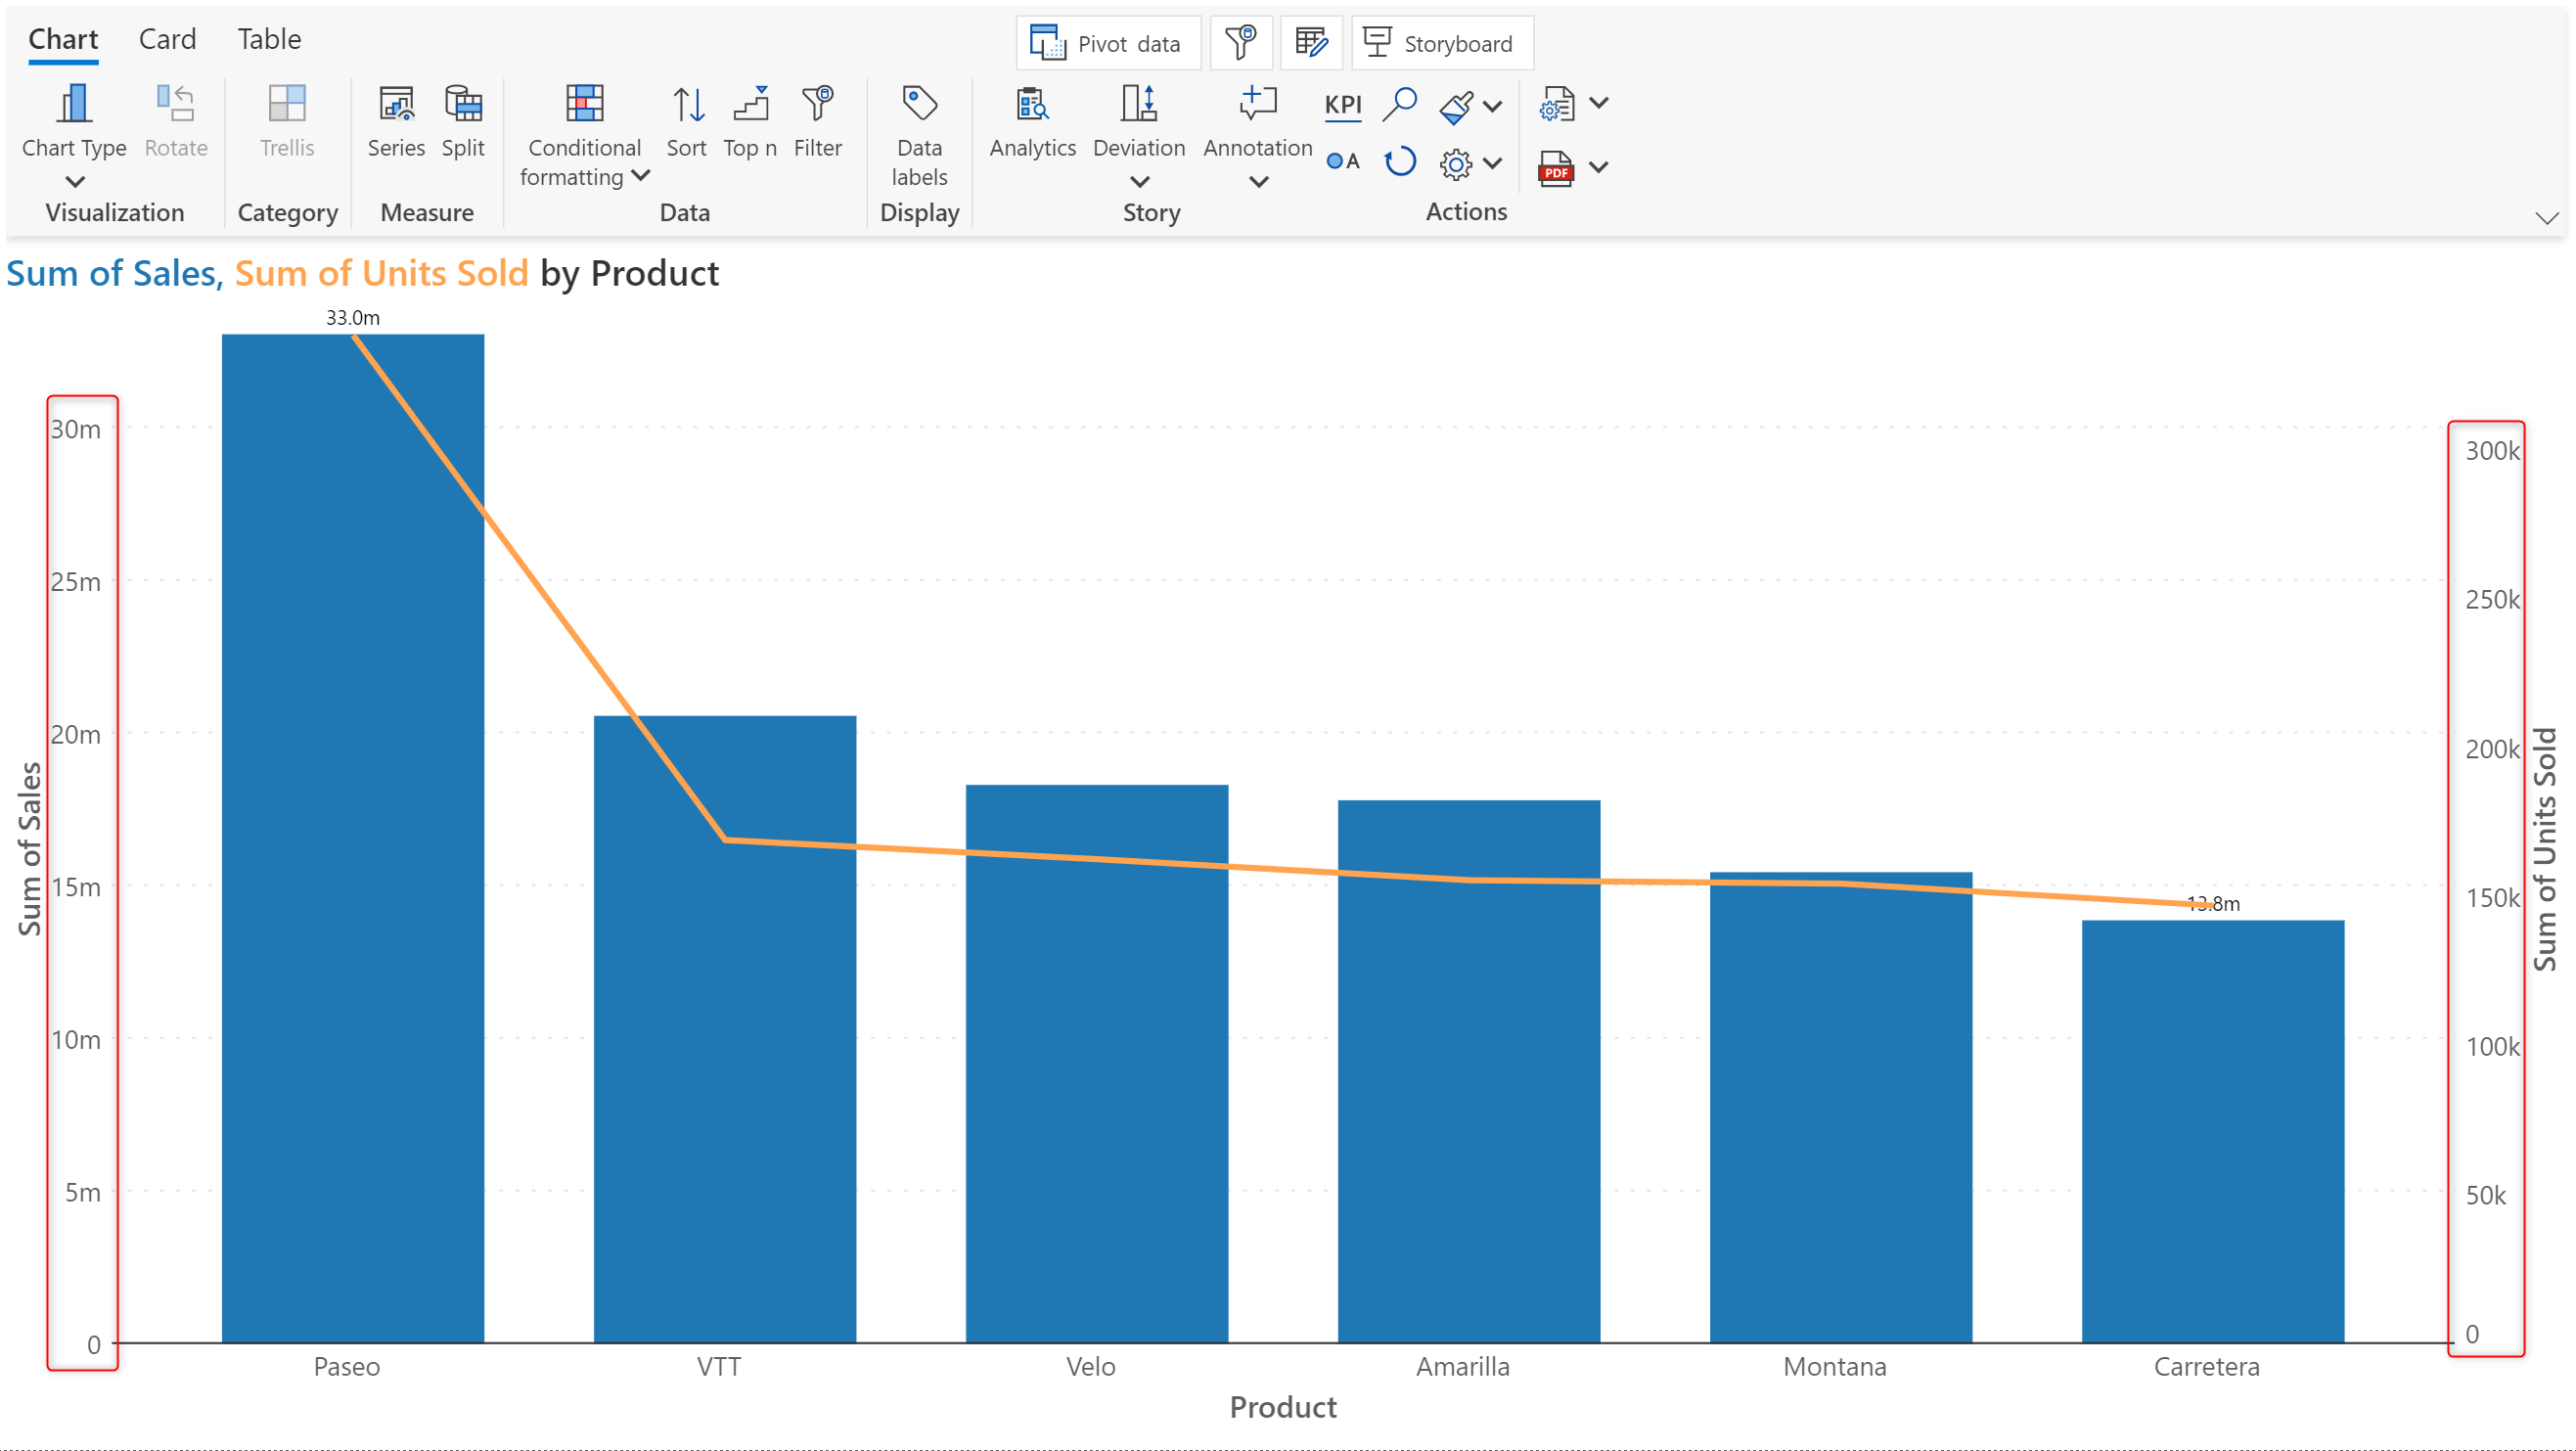 Chart Card Table
Pivot data Storyboard
Chart Type Rotate Trellis Series Split Conditional formatting Sort Top n Filter Data labels Analytics Deviation Annotation KPI A PDF
Visualization Category Measure Data Display Story Actions
Sum of Sales, Sum of Units Sold by Product
33.0m
30m
25m
20m
15m
10m
5m
0
Sum of Sales
300k
250k
200k
150k
100k
50k
0
Sum of Units Sold
13.8m
Paseo VTT Velo Amarilla Montana Carretera
Product